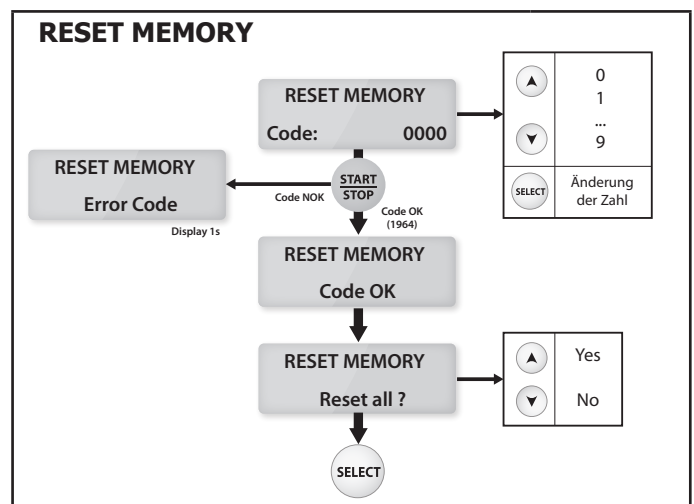 RESET MEMORY
RESET MEMORY
Code: 0000
0
1
...
9
SELECT
Änderung
der Zahl
START
STOP
Code NOK
RESET MEMORY
Error Code
Display 1s
Code OK
(1964)
RESET MEMORY
Code OK
RESET MEMORY
Reset all ?
Yes
No
SELECT